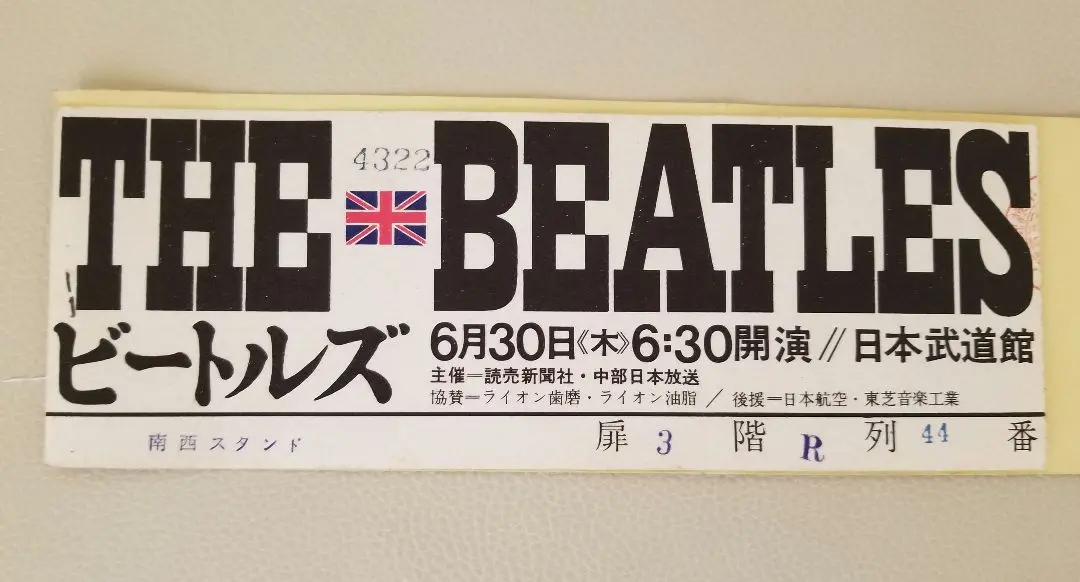 4322
THE BEATLES
ビートルズ
6月30日《木》6:30開演//日本武道館
主催=読売新聞社・中部日本放送
協賛=ライオン歯磨・ライオン油脂 / 後援=日本航空・東芝音楽工業
南西スタンド 扉 3 階 R 列 44 番